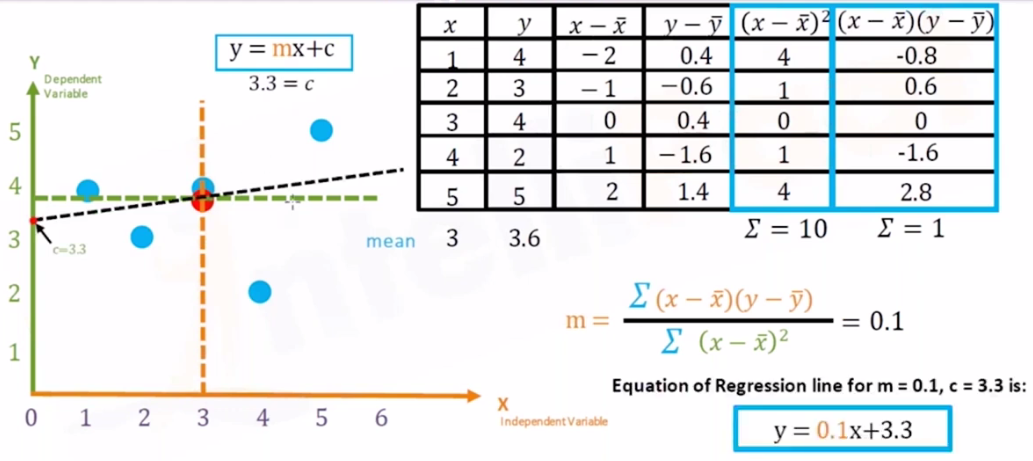 y = mx+c
3.3 = c
Y
Dependent
Variable
5
4
3
2
1
c=3.3
0 1 2 3 4 5 6
X
Independent Variable
x y x − x̄ y − ȳ (x − x̄)² (x − x̄)(y − ȳ)
1 4 − 2 0.4 4 -0.8
2 3 − 1 −0.6 1 0.6
3 4 0 0.4 0 0
4 2 1 −1.6 1 -1.6
5 5 2 1.4 4 2.8
mean 3 3.6 Σ = 10 Σ = 1
m = Σ (x − x̄)(y − ȳ) / Σ (x − x̄)² = 0.1
Equation of Regression line for m = 0.1, c = 3.3 is:
y = 0.1x+3.3